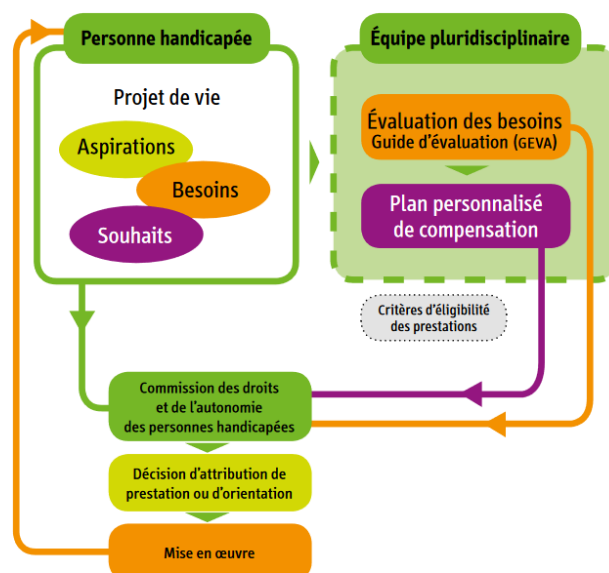 Personne handicapée
Projet de vie
Aspirations
Besoins
Souhaits
Équipe pluridisciplinaire
Évaluation des besoins
Guide d'évaluation (GEVA)
Plan personnalisé
de compensation
Critères d'éligibilité
des prestations
Commission des droits
et de l'autonomie
des personnes handicapées
Décision d'attribution de
prestation ou d'orientation
Mise en œuvre